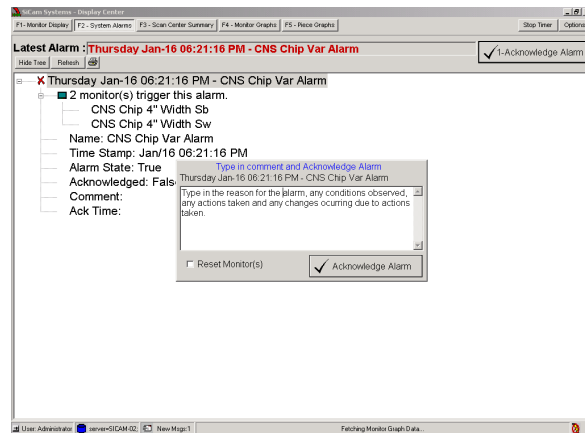 SiCams Systems - Display Center
F1- Monitor Display F2 - System Alarms F3 - Scan Center Summary F4 - Monitor Graphs F5 - Piece Graphs Stop Timer Options
Latest Alarm : Thursday Jan-16 06:21:16 PM - CNS Chip Var Alarm
1-Acknowledge Alarm
Hide Tree Refresh
Thursday Jan-16 06:21:16 PM - CNS Chip Var Alarm
2 monitor(s) trigger this alarm.
CNS Chip 4" Width Sb
CNS Chip 4" Width Sw
Name: CNS Chip Var Alarm
Time Stamp: Jan/16 06:21:16 PM
Alarm State: True
Acknowledged: Fals
Comment:
Ack Time:
Type in comment and Acknowledge Alarm
Thursday Jan-16 06:21:16 PM - CNS Chip Var Alarm
Type in the reason for the alarm, any conditions observed,
any actions taken and any changes ocurring due to actions
taken.
Reset Monitor(s)
Acknowledge Alarm
User: Administrator server=SICAM-02; New Msgs:1 Fetching Monitor Graph Data...